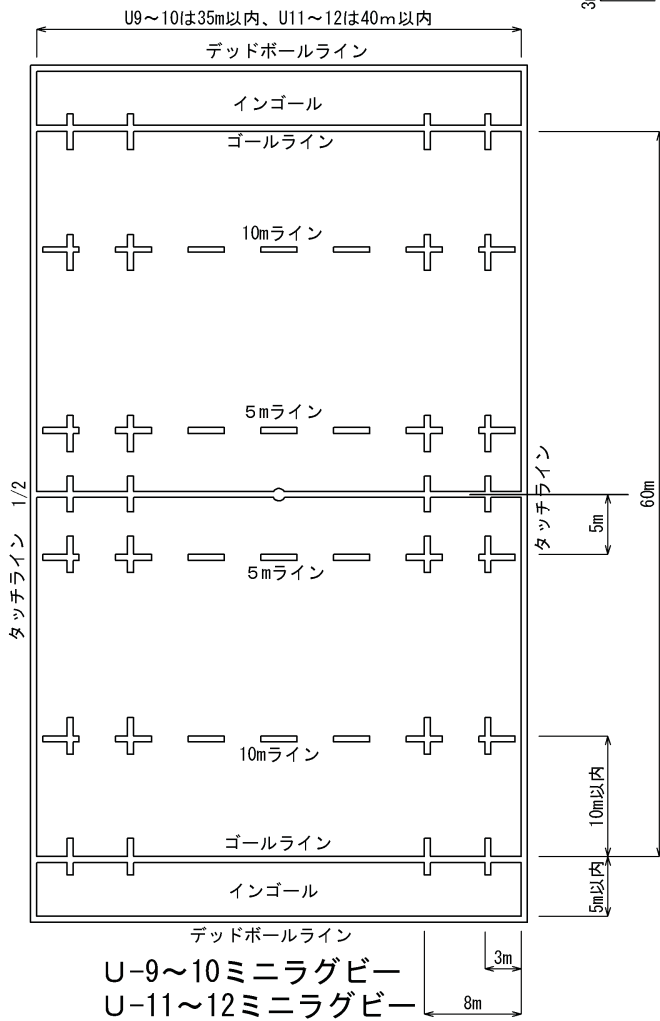 3m
U9～10は35m以内、U11～12は40ｍ以内
デッドボールライン
インゴール
ゴールライン
10mライン
５mライン
タッチライン
60m
5m
タッチライン 1/2
５mライン
10mライン
10m以内
ゴールライン
インゴール
5m以内
デッドボールライン
3m
8m
U-9～10ミニラグビー
U-11～12ミニラグビー